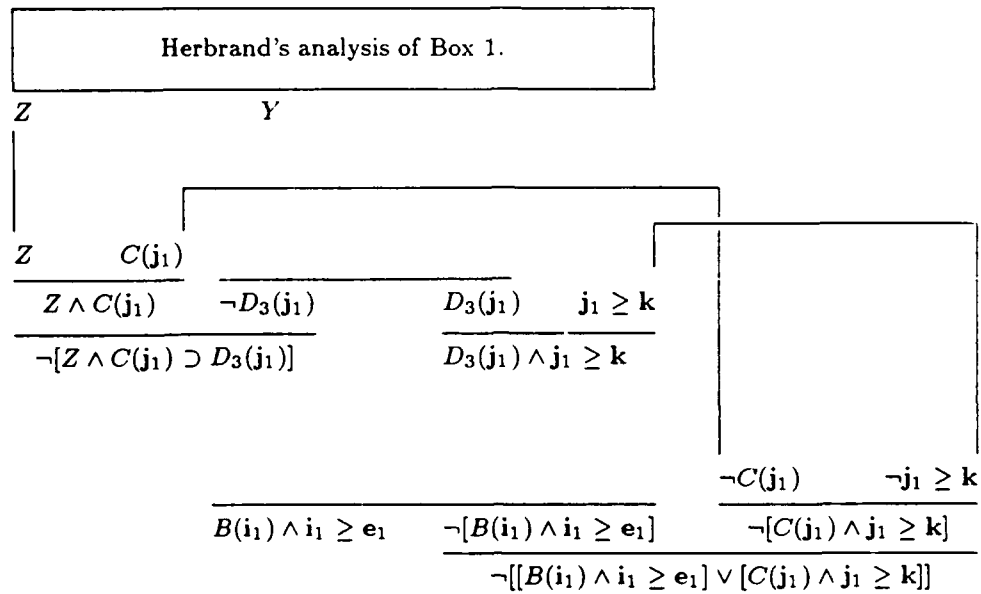 Herbrand's analysis of Box 1.
Z Y
Z C(j₁)
Z ∧ C(j₁) ¬D₃(j₁) D₃(j₁) j₁ ≥ k
¬[Z ∧ C(j₁) ⊃ D₃(j₁)] D₃(j₁) ∧ j₁ ≥ k
¬C(j₁) ¬j₁ ≥ k
B(i₁) ∧ i₁ ≥ e₁ ¬[B(i₁) ∧ i₁ ≥ e₁] ¬[C(j₁) ∧ j₁ ≥ k]
¬[[B(i₁) ∧ i₁ ≥ e₁] ∨ [C(j₁) ∧ j₁ ≥ k]]